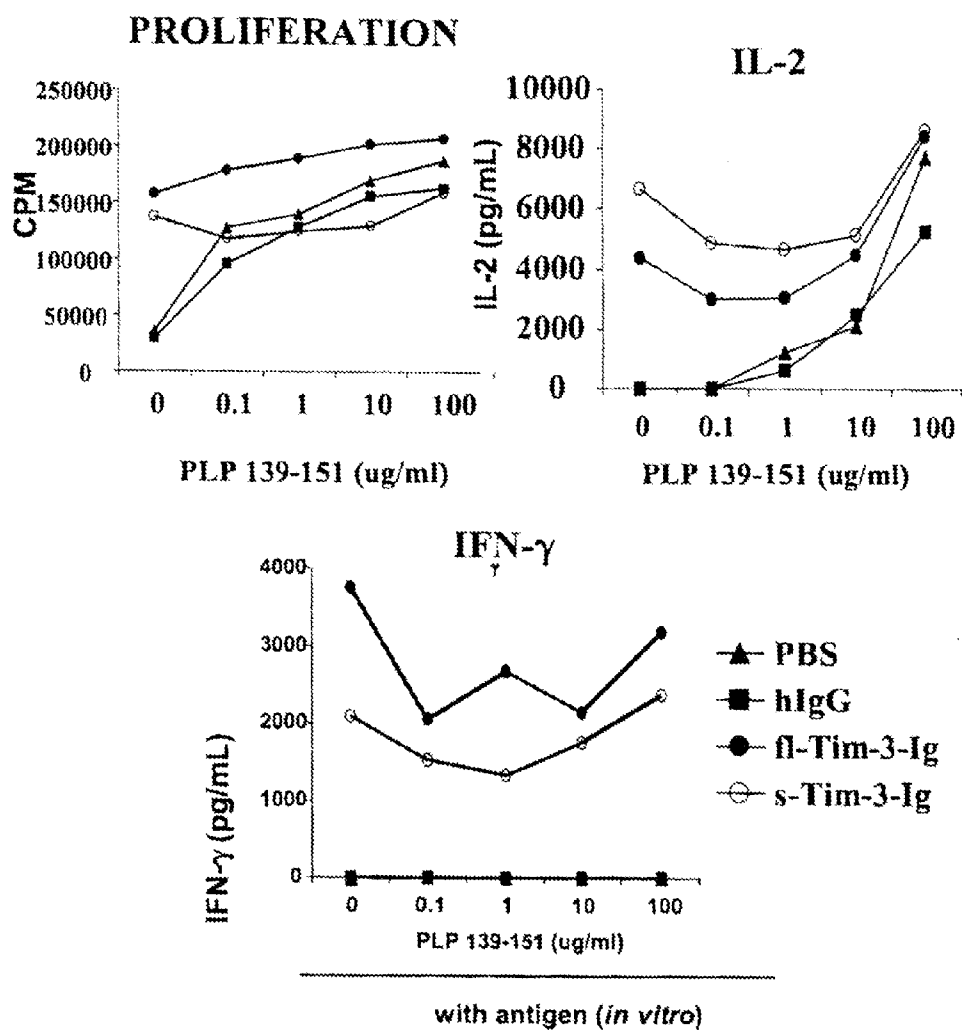 PROLIFERATION
250000
200000
150000
100000
50000
0
CPM
0 0.1 1 10 100
PLP 139-151 (ug/ml)
IL-2
10000
8000
6000
4000
2000
0
IL-2 (pg/mL)
0 0.1 1 10 100
PLP 139-151 (ug/ml)
IFN-γ
γ
4000
3000
2000
1000
0
IFN-γ (pg/mL)
0 0.1 1 10 100
PLP 139-151 (ug/ml)
PBS
hIgG
fl-Tim-3-Ig
s-Tim-3-Ig
with antigen (in vitro)